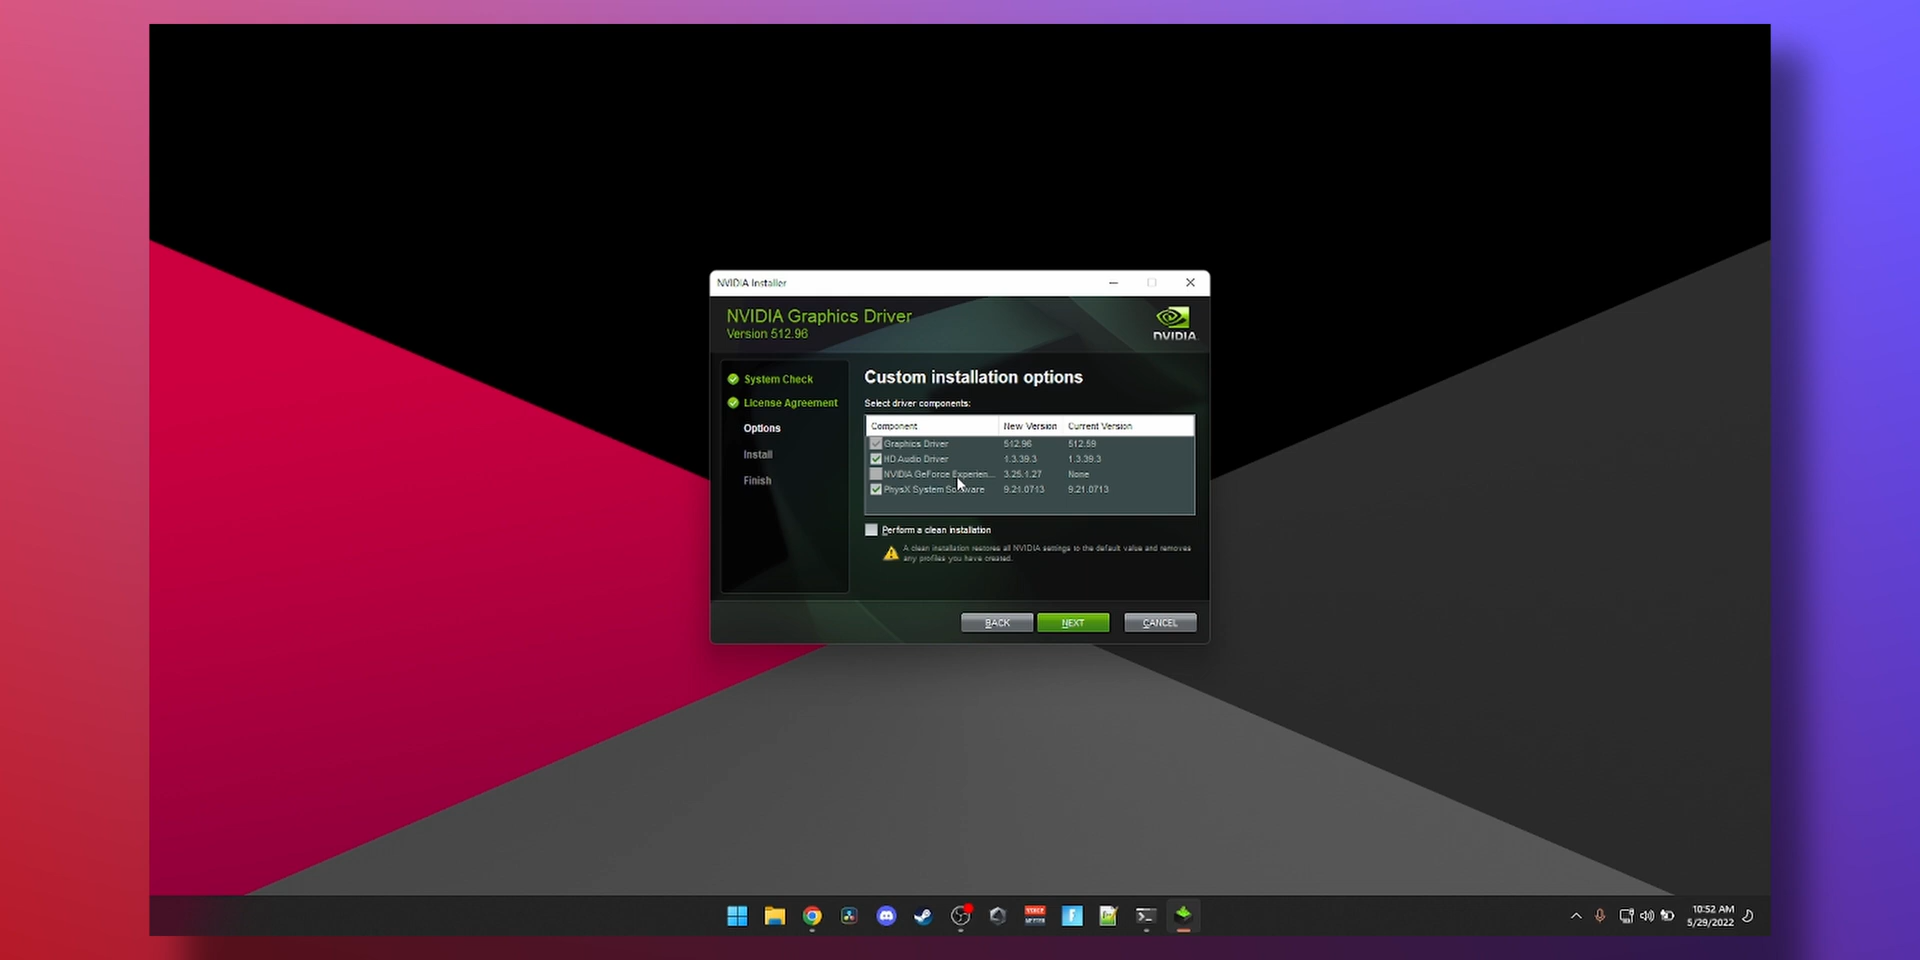 NVIDIA Installer
NVIDIA Graphics Driver
Version 512.96
NVIDIA
System Check
License Agreement
Options
Install
Finish
Custom installation options
Select driver components:
Component New Version Current Version
Graphics Driver 512.96 512.59
HD Audio Driver 1.3.39.3 1.3.39.3
NVIDIA GeForce Experien... 3.25.1.27 None
PhysX System Software 9.21.0713 9.21.0713
Perform a clean installation
A clean installation restores all NVIDIA settings to the default value and removes
any profiles you have created.
BACK NEXT CANCEL
VOICE
MEETER
10:52 AM
5/29/2022